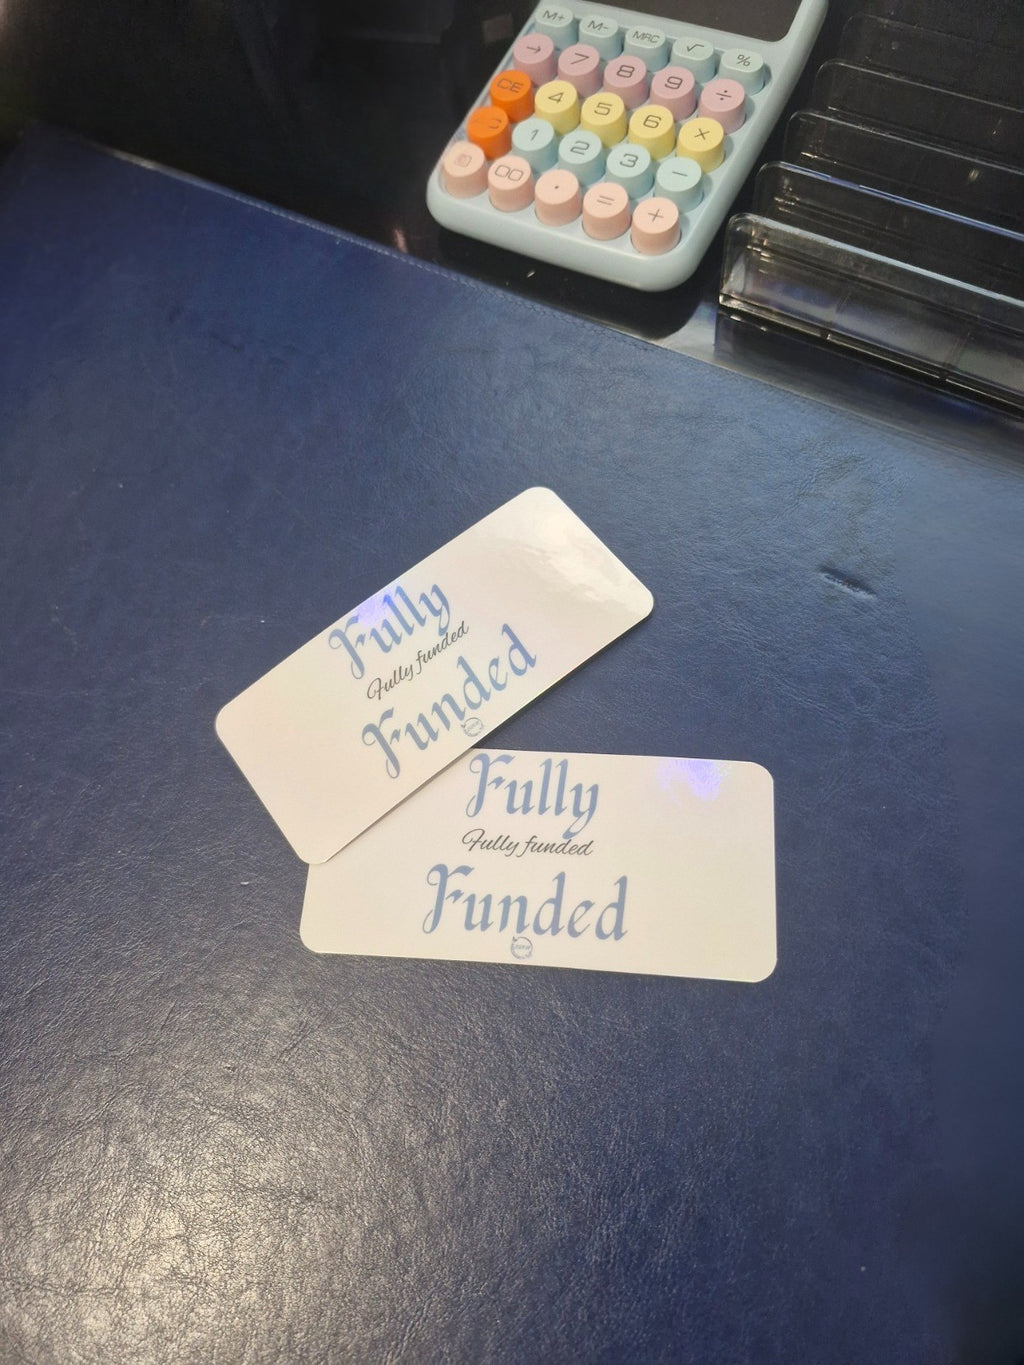 M+ M- MRC √ %
→ 7 8 9 ÷
CE 4 5 6 ×
1 2 3 −
00 . = +
Fully
Fully funded
Funded
Fully
Fully funded
Funded